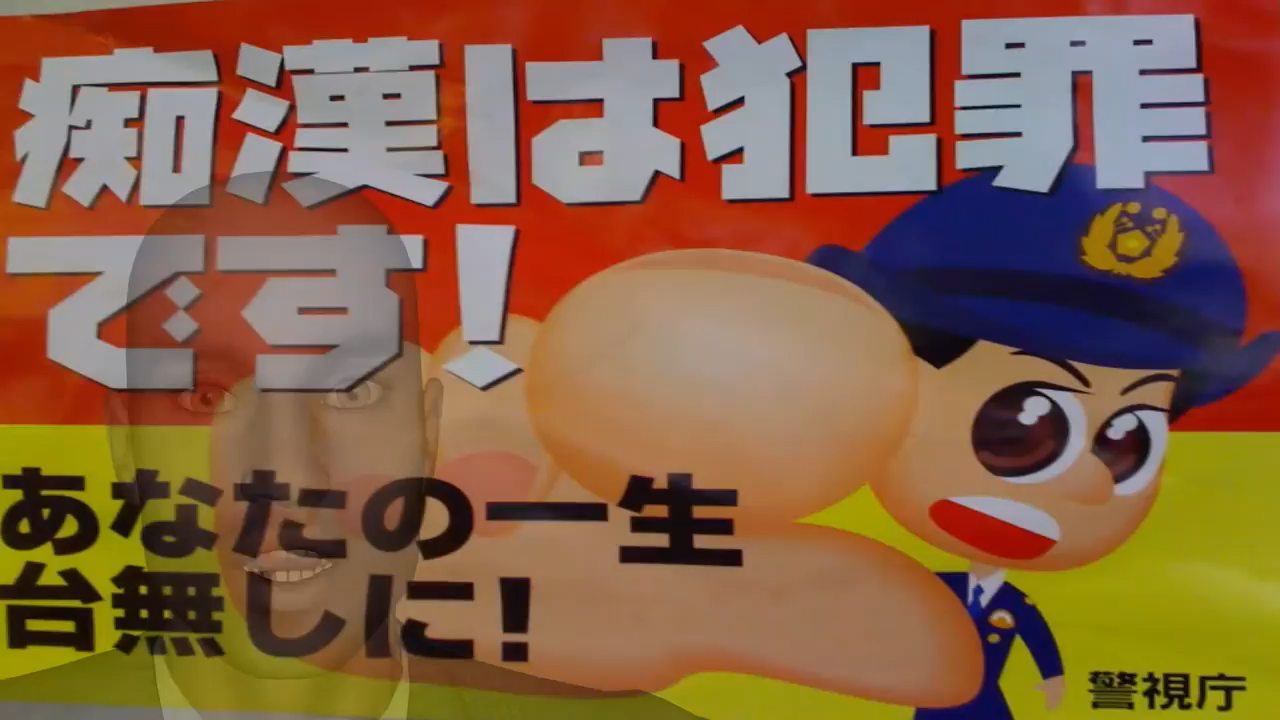 痴漢は犯罪
です!
あなたの一生
台無しに!
警視庁